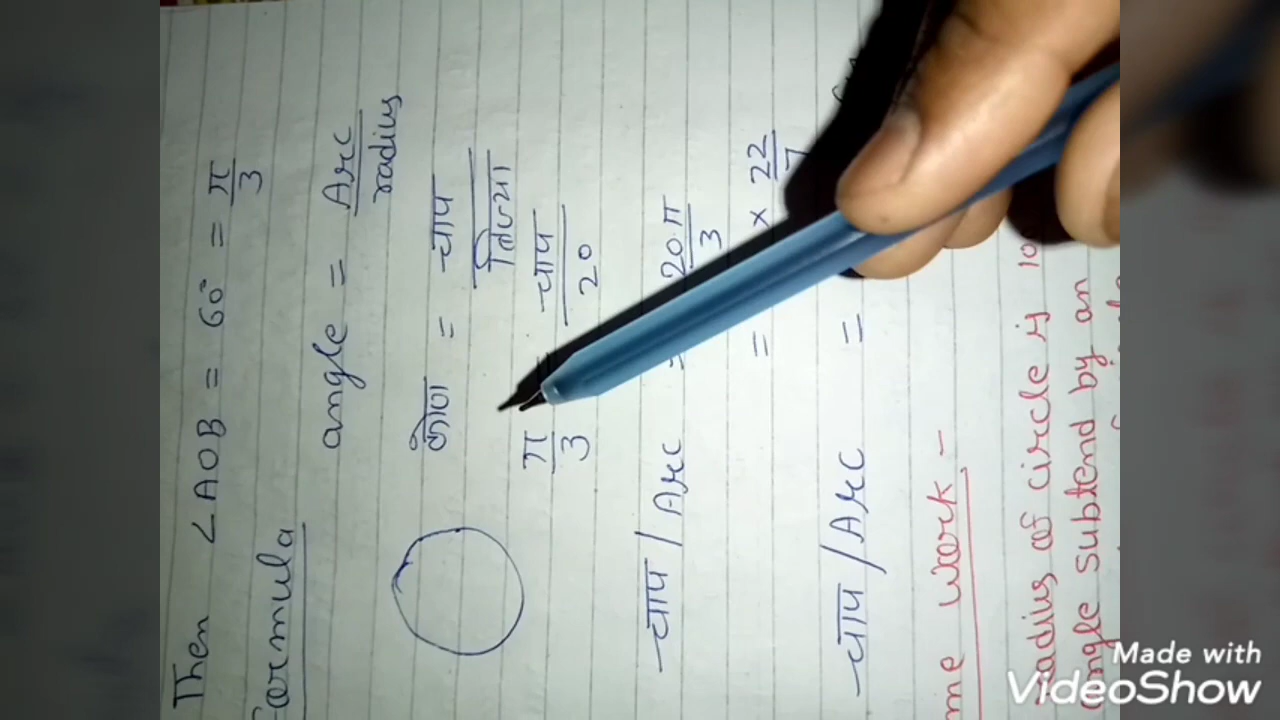 Then ∠AOB = 60° = π/3
Formula
angle = Arc/radius
कोण = चाप/त्रिज्या
π/3 = चाप/20
चाप/Arc = 20π/3
= × 22/7
चाप/Arc =
me work -
radius of circle is 10
angle subtend by an
Made with
VideoShow